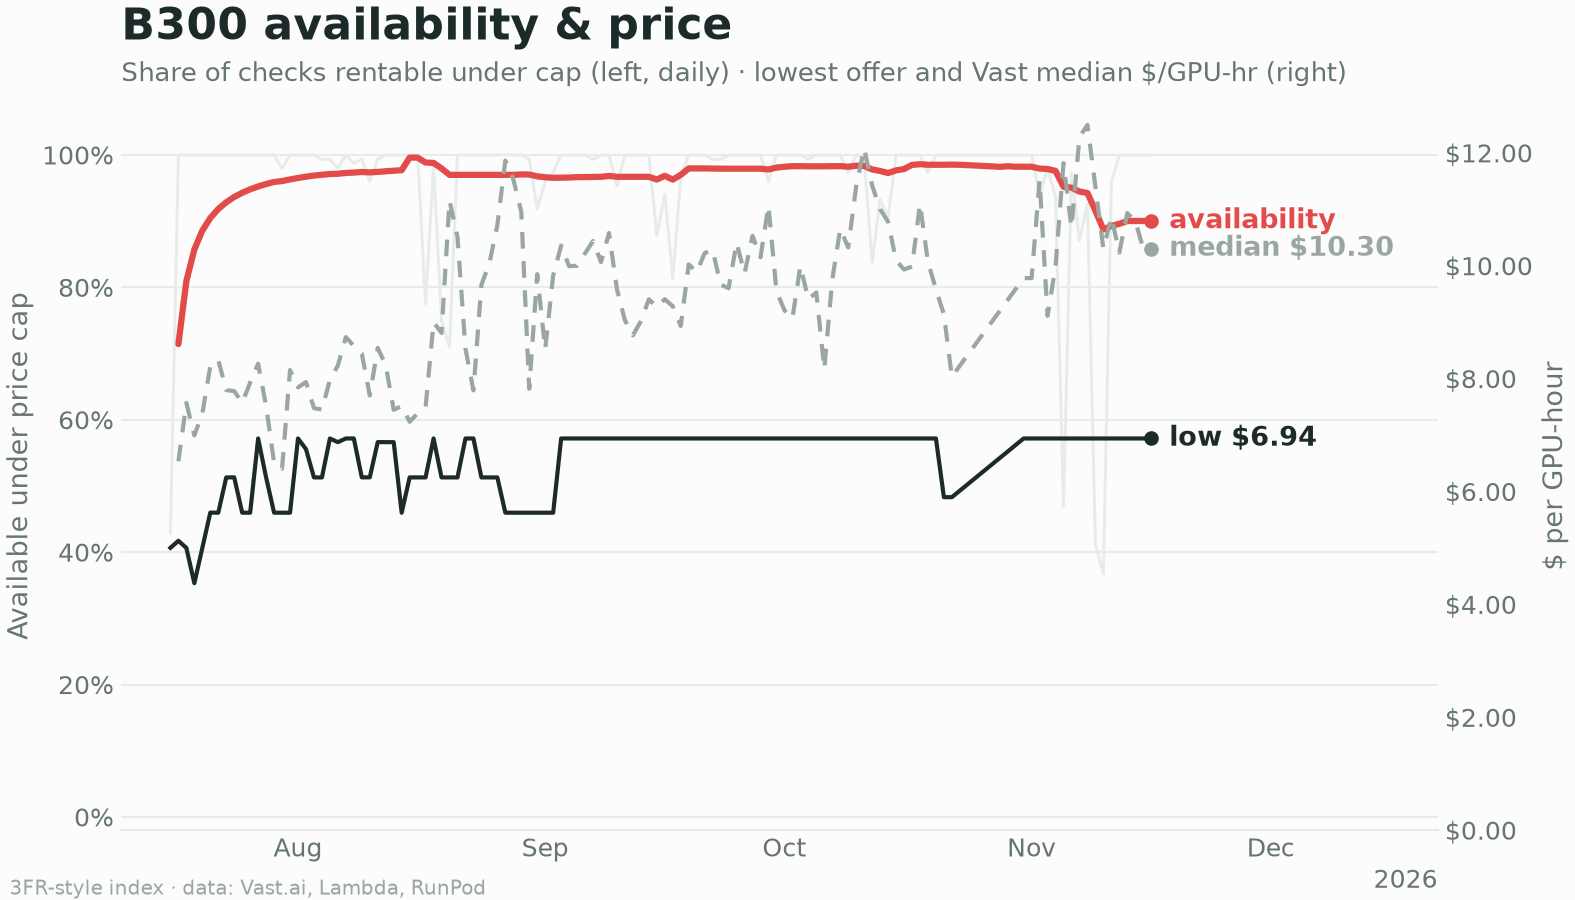 B300 availability & price
Share of checks rentable under cap (left, daily) · lowest offer and Vast median $/GPU-hr (right)
Available under price cap
100%
80%
60%
40%
20%
0%
$12.00
$10.00
$8.00
$6.00
$4.00
$2.00
$0.00
$ per GPU-hour
availability
median $10.30
low $6.94
Aug Sep Oct Nov Dec
2026
3FR-style index · data: Vast.ai, Lambda, RunPod